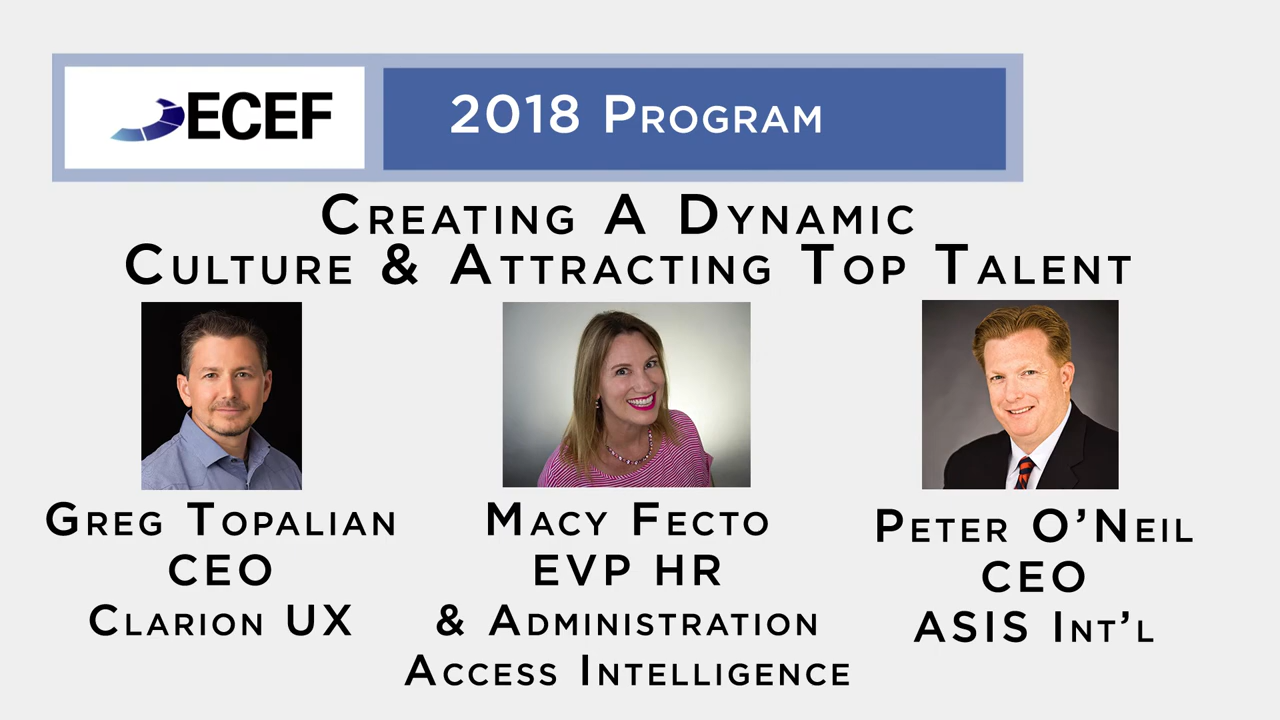 ECEF
2018 Program
Creating A Dynamic
Culture & Attracting Top Talent
Greg Topalian
CEO
Clarion UX
Macy Fecto
EVP HR
& Administration
Access Intelligence
Peter O'Neil
CEO
ASIS Int'l